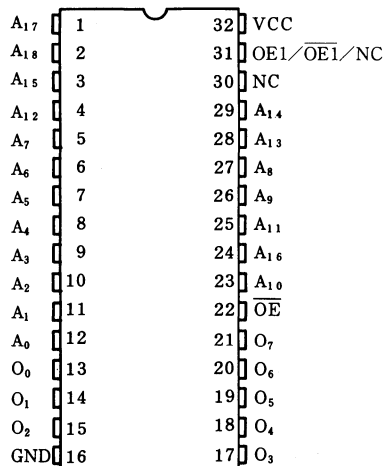 A₁₇ 1 32 VCC
A₁₈ 2 31 OE1/O̅E̅1̅/NC
A₁₅ 3 30 NC
A₁₂ 4 29 A₁₄
A₇ 5 28 A₁₃
A₆ 6 27 A₈
A₅ 7 26 A₉
A₄ 8 25 A₁₁
A₃ 9 24 A₁₆
A₂ 10 23 A₁₀
A₁ 11 22 O̅E̅
A₀ 12 21 O₇
O₀ 13 20 O₆
O₁ 14 19 O₅
O₂ 15 18 O₄
GND 16 17 O₃